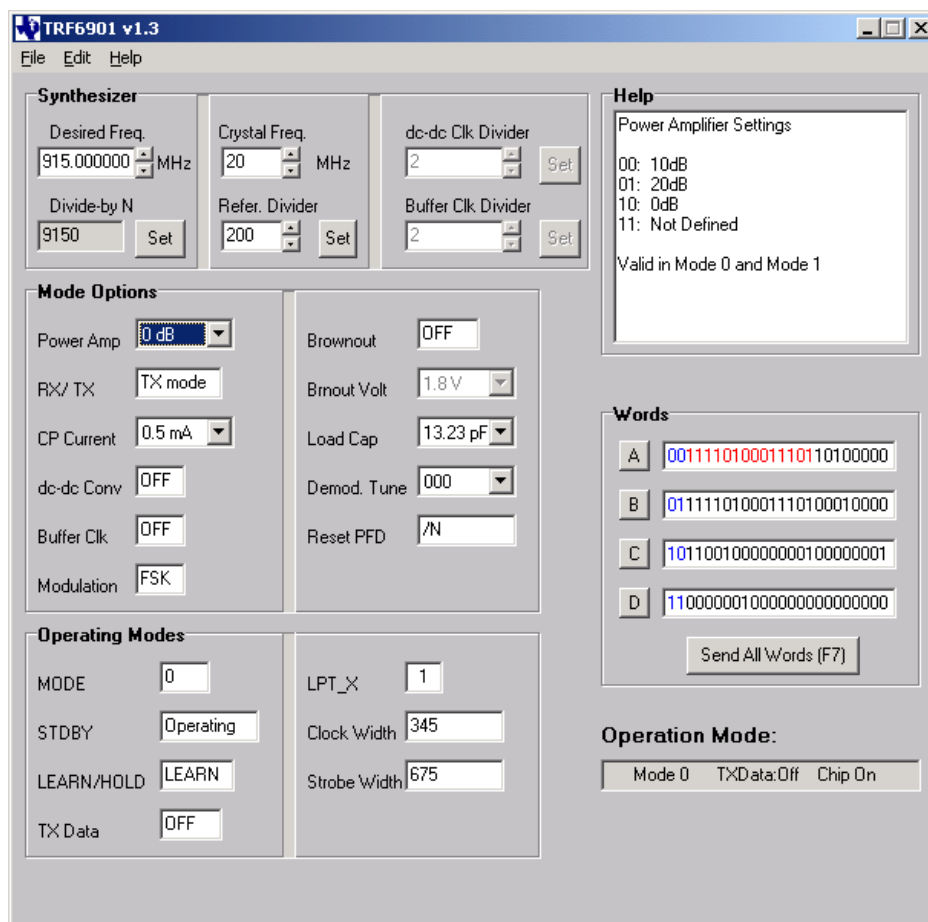 TRF6901 v1.3
File Edit Help
Synthesizer
Desired Freq.
915.000000 MHz
Divide-by N
9150 Set
Crystal Freq.
20 MHz
Refer. Divider
200 Set
dc-dc Clk Divider
2 Set
Buffer Clk Divider
2 Set
Help
Power Amplifier Settings
00: 10dB
01: 20dB
10: 0dB
11: Not Defined
Valid in Mode 0 and Mode 1
Mode Options
Power Amp 0 dB
RX/ TX TX mode
CP Current 0.5 mA
dc-dc Conv OFF
Buffer Clk OFF
Modulation FSK
Brownout OFF
Brnout Volt 1.8 V
Load Cap 13.23 pF
Demod. Tune 000
Reset PFD /N
Words
A 001111010001110110100000
B 011111010001110100010000
C 101100100000000100000001
D 110000001000000000000000
Send All Words (F7)
Operating Modes
MODE 0
STDBY Operating
LEARN/HOLD LEARN
TX Data OFF
LPT_X 1
Clock Width 345
Strobe Width 675
Operation Mode:
Mode 0 TXData:Off Chip On